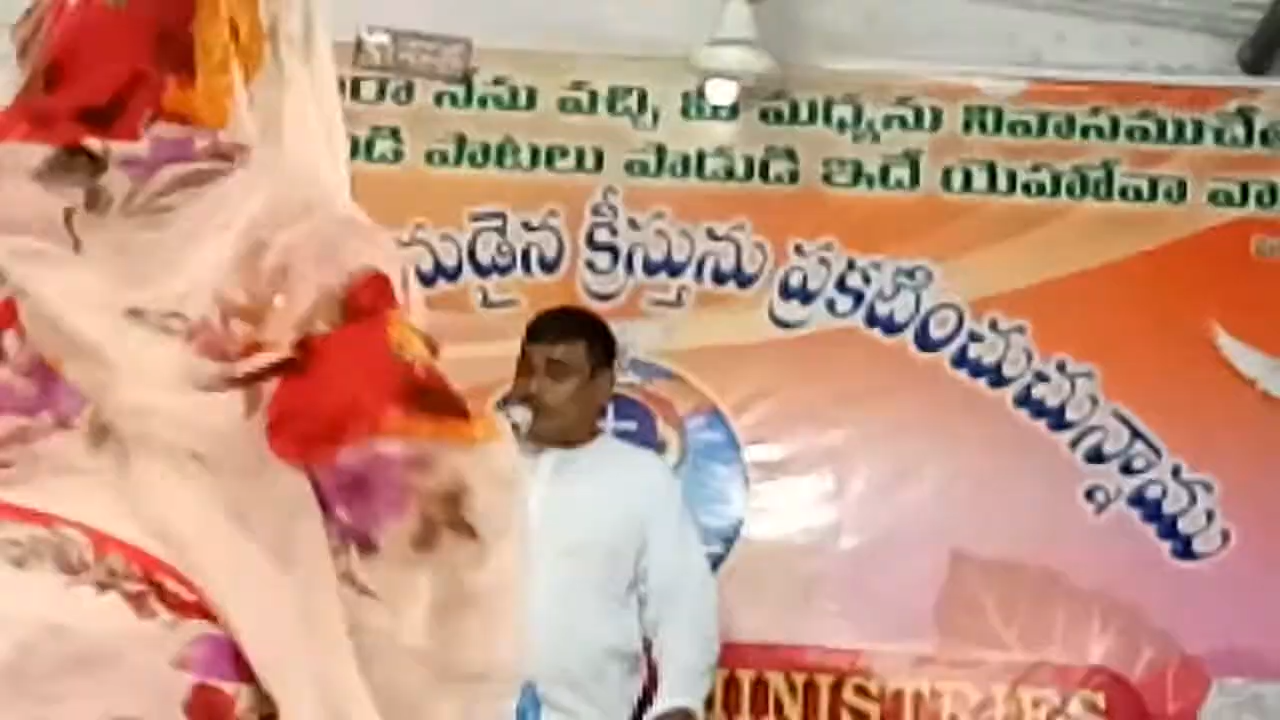 నేను వచ్చి మీ మధ్యను నివాసముచేతు
పాటలు పాడుడి ఇదే యెహోవా వా
నుడైన క్రీస్తును ప్రకటించుచున్నాము
MINISTRIES